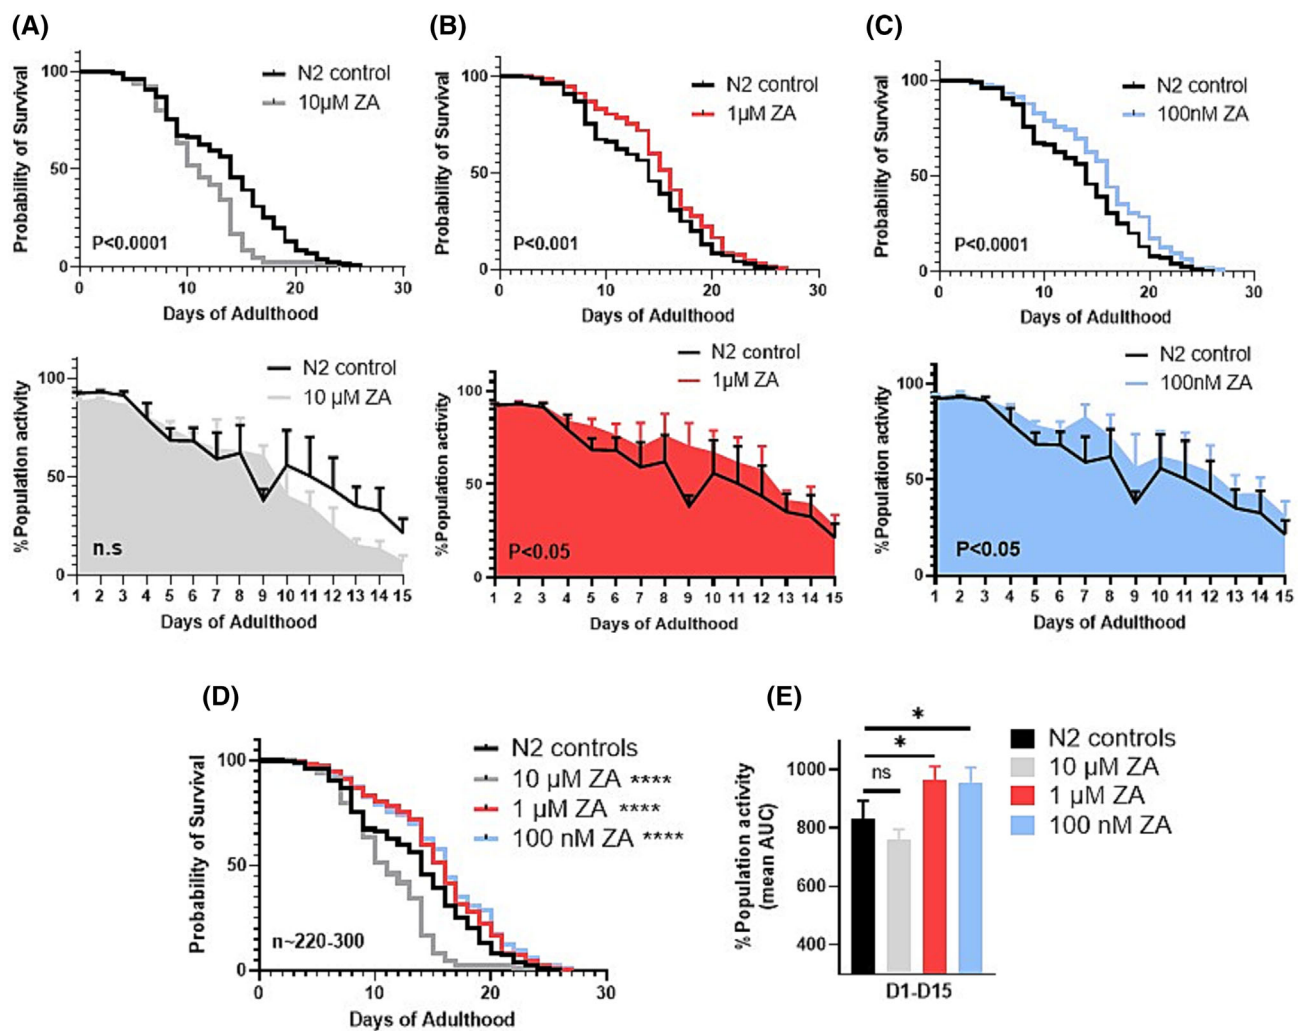 (A)
Probability of Survival
100
50
0
N2 control
10µM ZA
P<0.0001
0 10 20 30
Days of Adulthood
%Population activity
100
50
0
N2 control
10 µM ZA
n.s
1 2 3 4 5 6 7 8 9 10 11 12 13 14 15
Days of Adulthood
(B)
Probability of Survival
100
50
0
N2 control
1µM ZA
P<0.001
0 10 20 30
Days of Adulthood
%Population activity
100
50
0
N2 control
1µM ZA
P<0.05
1 2 3 4 5 6 7 8 9 10 11 12 13 14 15
Days of Adulthood
(C)
Probability of Survival
100
50
0
N2 control
100nM ZA
P<0.0001
0 10 20 30
Days of Adulthood
%Population activity
100
50
0
N2 control
100nM ZA
P<0.05
1 2 3 4 5 6 7 8 9 10 11 12 13 14 15
Days of Adulthood
(D)
Probability of Survival
100
50
0
N2 controls
10 µM ZA ****
1 µM ZA ****
100 nM ZA ****
n~220-300
0 10 20 30
Days of Adulthood
(E)
%Population activity
(mean AUC)
1000
800
600
400
*
*
ns
D1-D15
N2 controls
10 µM ZA
1 µM ZA
100 nM ZA